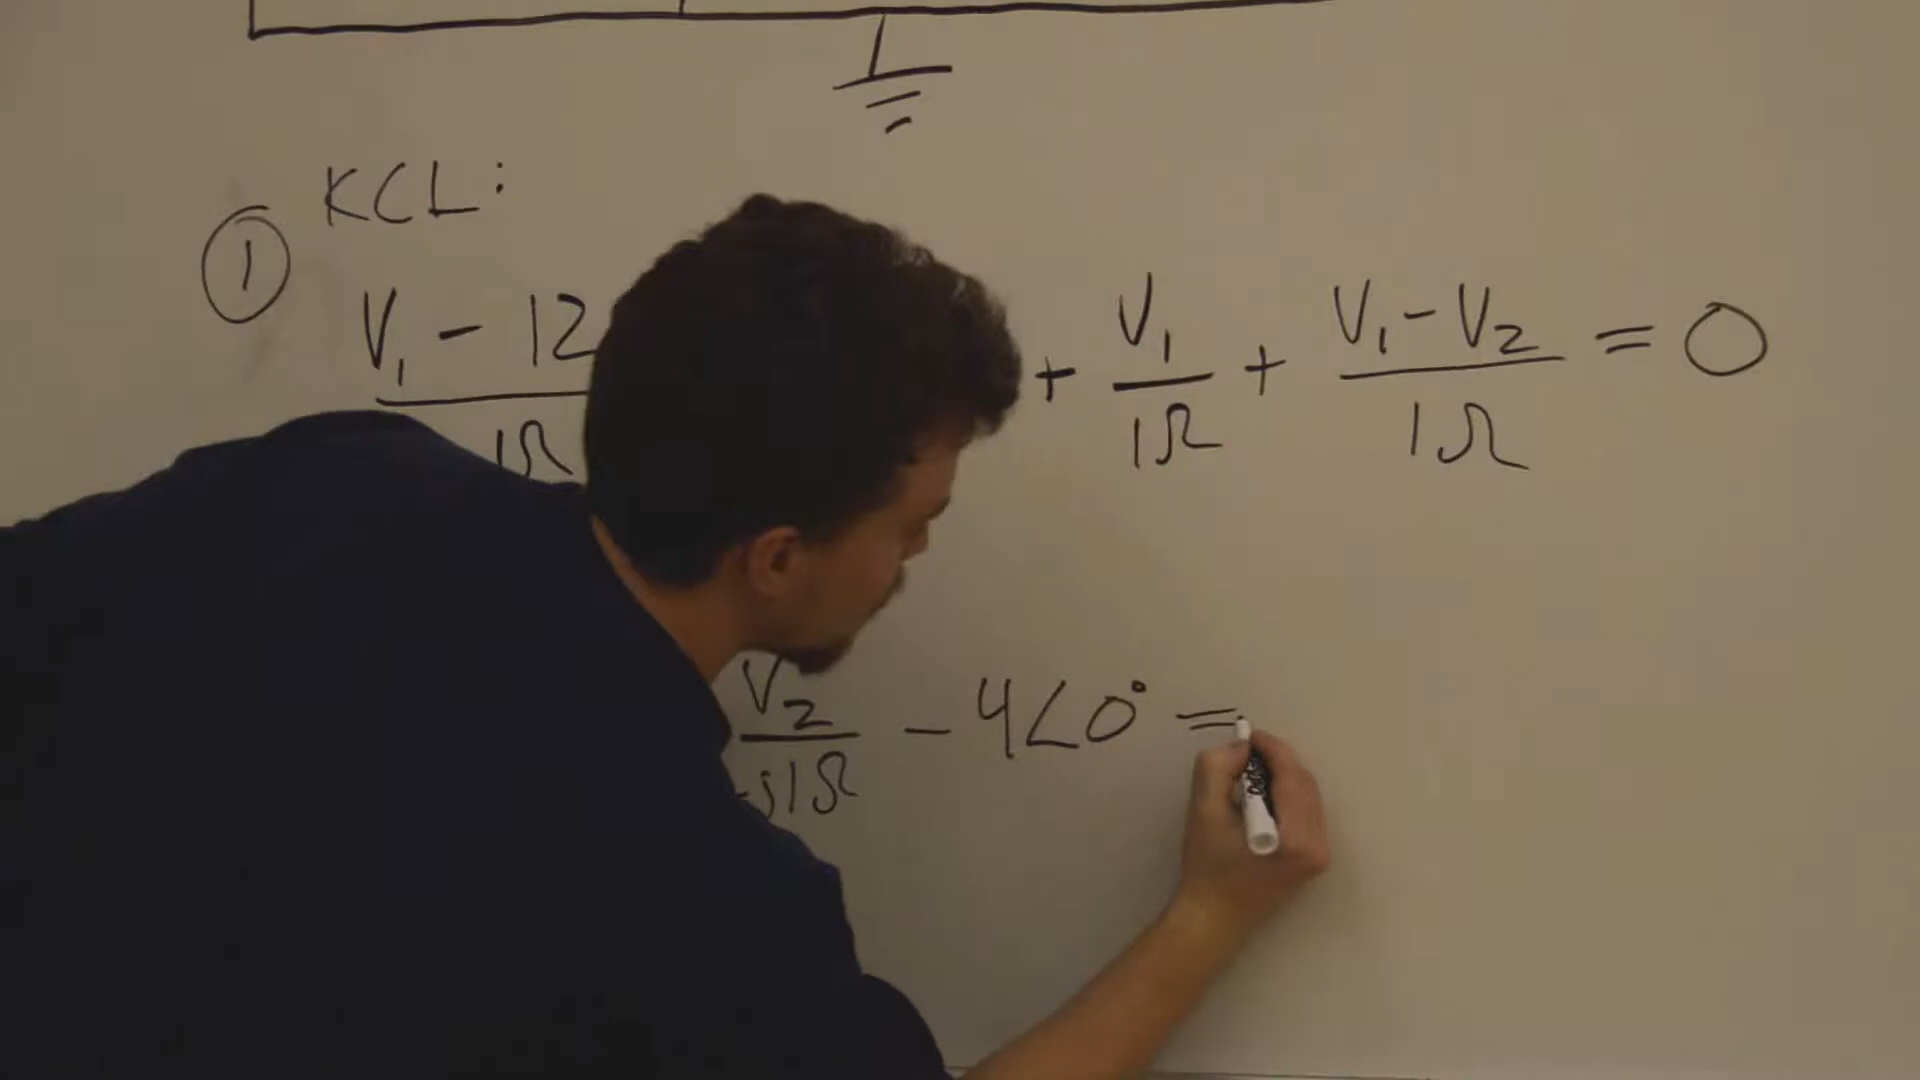 KCL:
① V₁ - 12 + V₁ + V₁ - V₂ = 0
1Ω 1Ω 1Ω
V₂ - 4∠0° =
-j1Ω